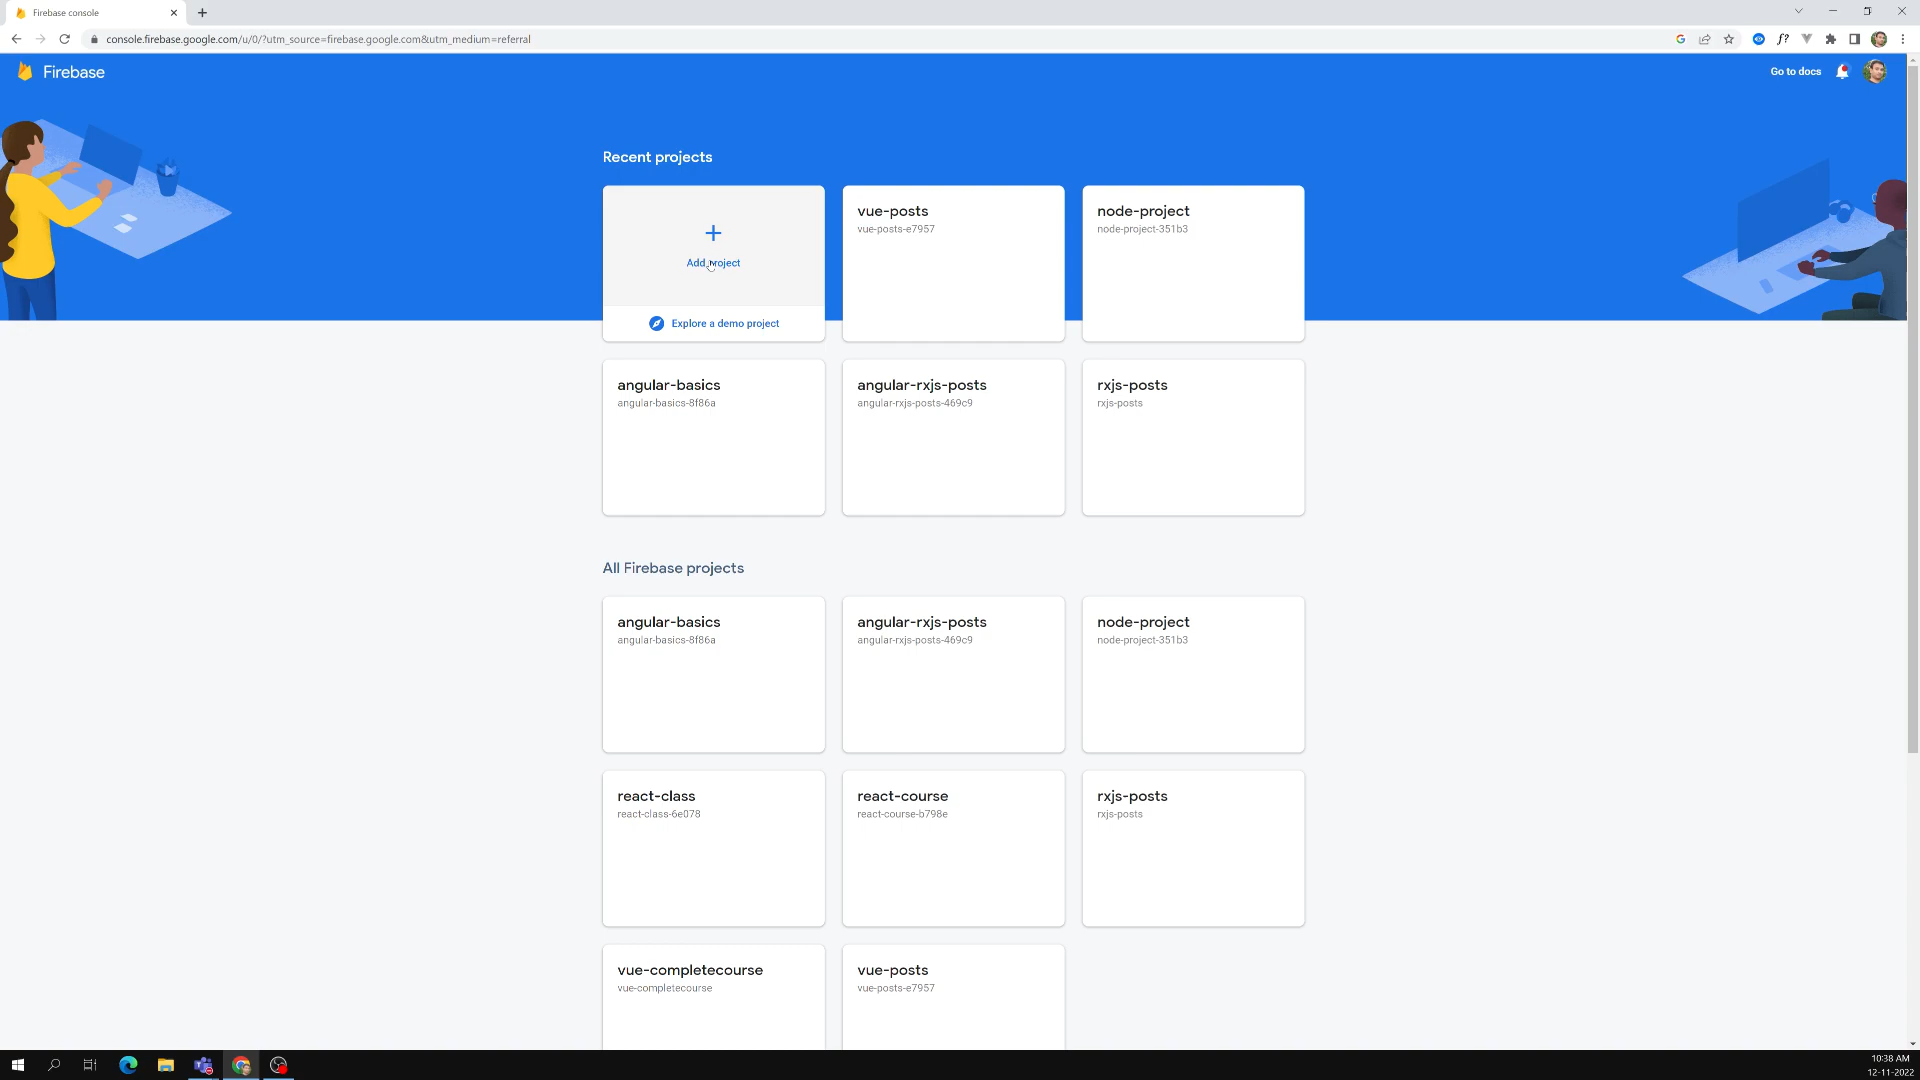 Firebase console
console.firebase.google.com/u/0/?utm_source=firebase.google.com&utm_medium=referral
f?
Firebase
Go to docs
Recent projects
Add project
Explore a demo project
vue-posts
vue-posts-e7957
node-project
node-project-351b3
angular-basics
angular-basics-8f86a
angular-rxjs-posts
angular-rxjs-posts-469c9
rxjs-posts
rxjs-posts
All Firebase projects
angular-basics
angular-basics-8f86a
angular-rxjs-posts
angular-rxjs-posts-469c9
node-project
node-project-351b3
react-class
react-class-6e078
react-course
react-course-b798e
rxjs-posts
rxjs-posts
vue-completecourse
vue-completecourse
vue-posts
vue-posts-e7957
10:38 AM
12-11-2022